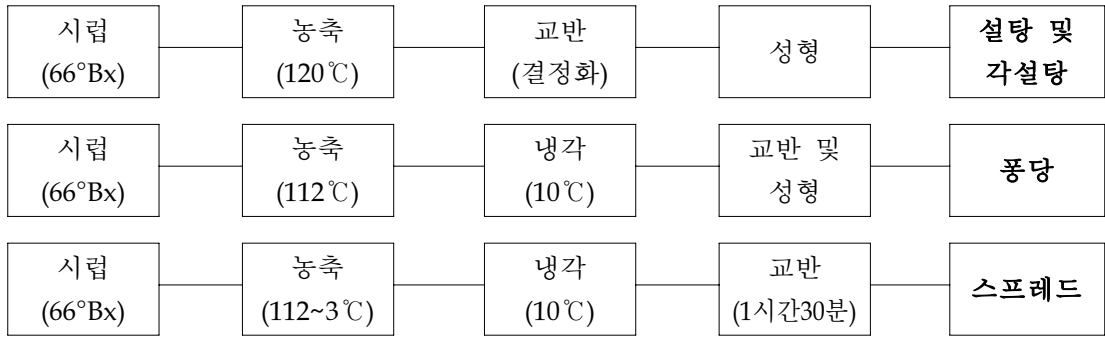 시럽
(66°Bx)
농축
(120℃)
교반
(결정화)
성형
설탕 및
각설탕
시럽
(66°Bx)
농축
(112℃)
냉각
(10℃)
교반 및
성형
퐁당
시럽
(66°Bx)
농축
(112~3℃)
냉각
(10℃)
교반
(1시간30분)
스프레드